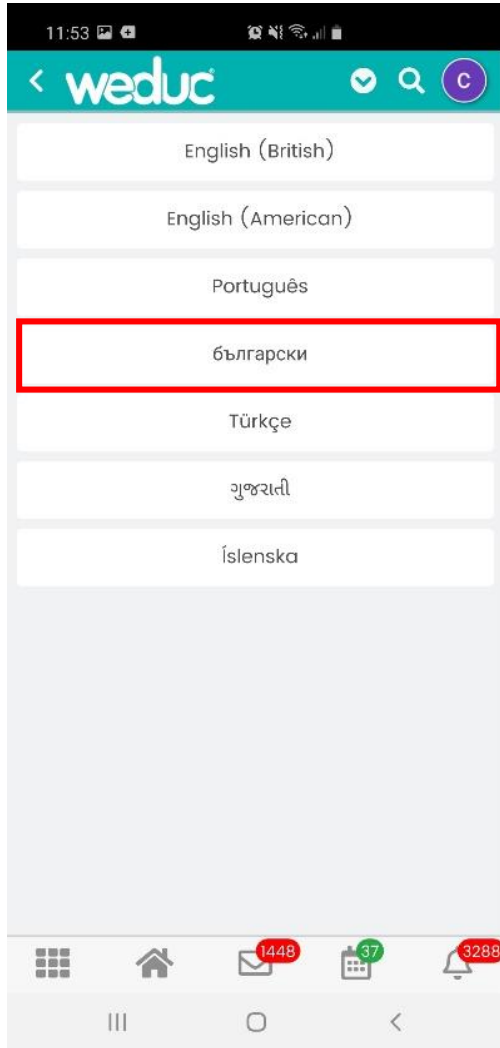 11:53
weduc
C
English (British)
English (American)
Português
български
Türkçe
ગુજરાતી
Íslenska
1448
37
3288